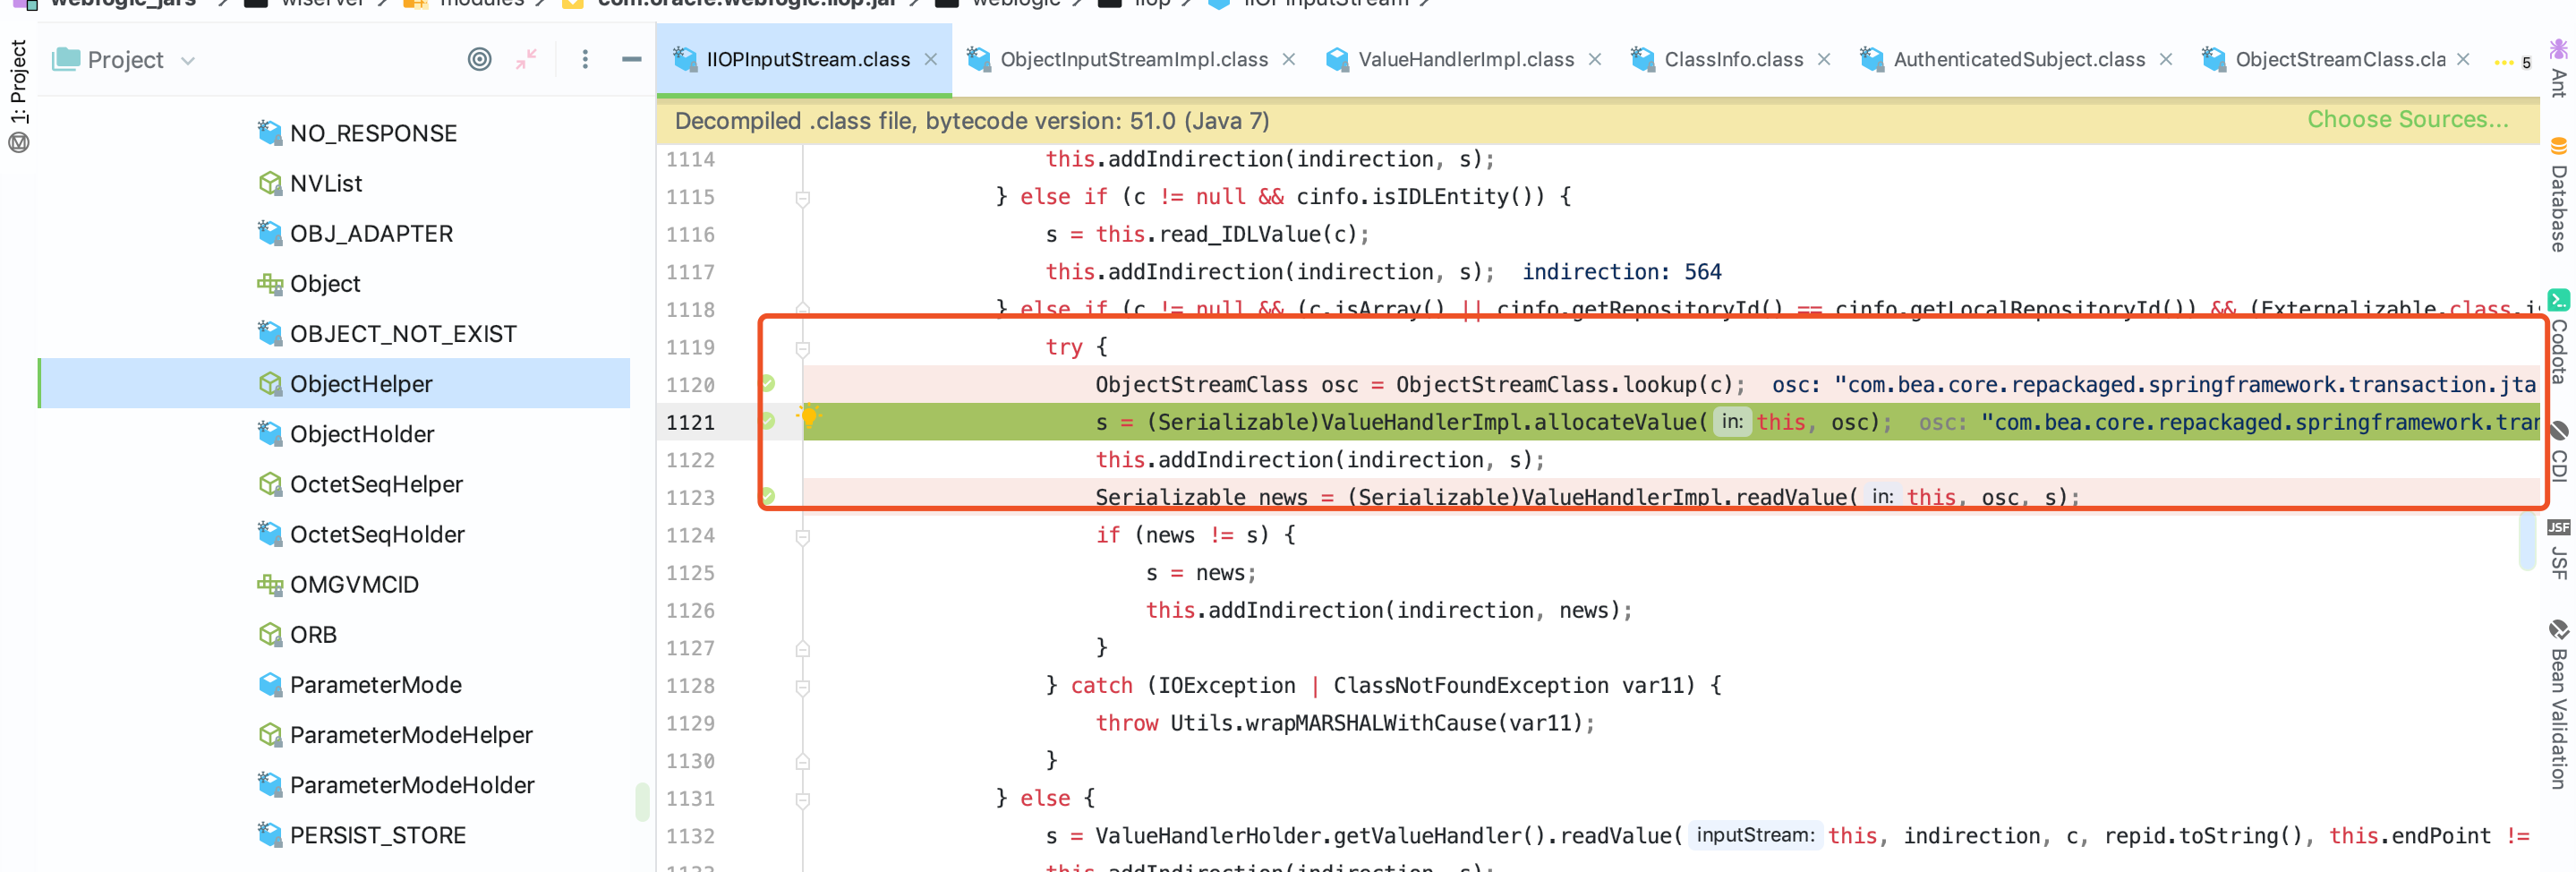 weblogic_jars wlserver modules com.oracle.weblogic.iiop.jar weblogic iiop IIOPInputStream
1: Project
Project
IIOPInputStream.class
ObjectInputStreamImpl.class
ValueHandlerImpl.class
ClassInfo.class
AuthenticatedSubject.class
ObjectStreamClass.cla
5
NO_RESPONSE
NVList
OBJ_ADAPTER
Object
OBJECT_NOT_EXIST
ObjectHelper
ObjectHolder
OctetSeqHelper
OctetSeqHolder
OMGVMCID
ORB
ParameterMode
ParameterModeHelper
ParameterModeHolder
PERSIST_STORE
Decompiled .class file, bytecode version: 51.0 (Java 7)
Choose Sources...
1114 this.addIndirection(indirection, s);
1115 } else if (c != null && cinfo.isIDLEntity()) {
1116 s = this.read_IDLValue(c);
1117 this.addIndirection(indirection, s); indirection: 564
1118 } else if (c != null && (c.isArray() || cinfo.getRepositoryId() == cinfo.getLocalRepositoryId()) && (Externalizable.class.i
1119 try {
1120 ObjectStreamClass osc = ObjectStreamClass.lookup(c); osc: "com.bea.core.repackaged.springframework.transaction.jta
1121 s = (Serializable)ValueHandlerImpl.allocateValue( in: this, osc); osc: "com.bea.core.repackaged.springframework.tran
1122 this.addIndirection(indirection, s);
1123 Serializable news = (Serializable)ValueHandlerImpl.readValue( in: this, osc, s);
1124 if (news != s) {
1125 s = news;
1126 this.addIndirection(indirection, news);
1127 }
1128 } catch (IOException | ClassNotFoundException var11) {
1129 throw Utils.wrapMARSHALWithCause(var11);
1130 }
1131 } else {
1132 s = ValueHandlerHolder.getValueHandler().readValue( inputStream: this, indirection, c, repid.toString(), this.endPoint !=
1133 this.addIndirection(indirection, s);
Ant
Database
Codota
CDI
JSF
JSF
Bean Validation